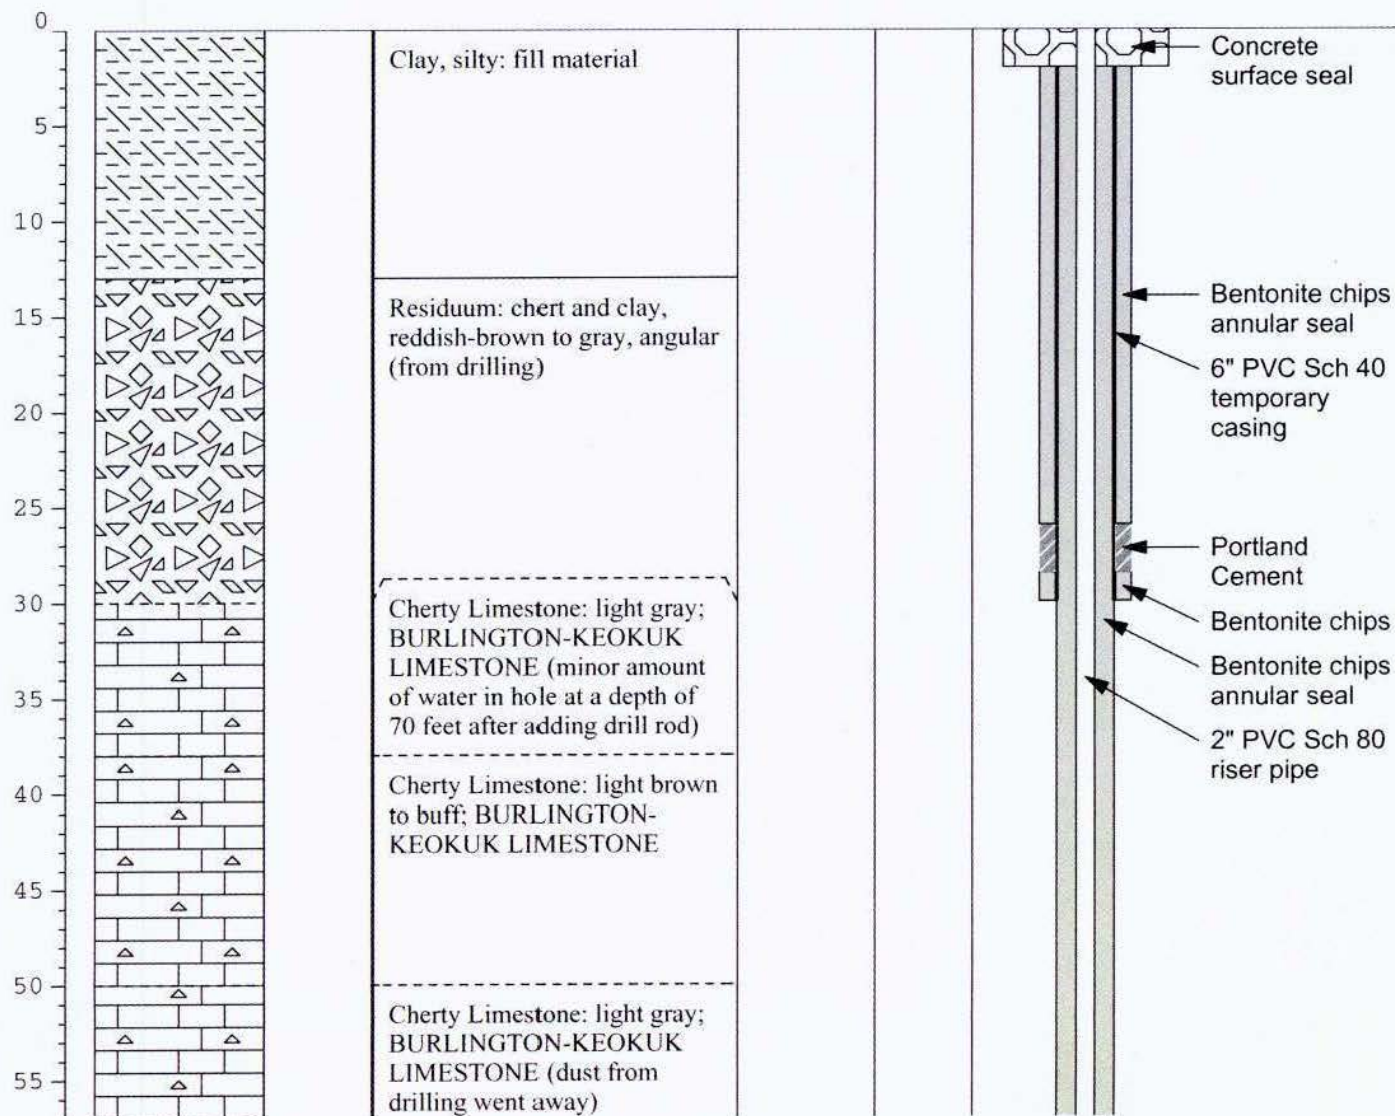 0
5
10
15
20
25
30
35
40
45
50
55
Clay, silty: fill material
Residuum: chert and clay,
reddish-brown to gray, angular
(from drilling)
Cherty Limestone: light gray;
BURLINGTON-KEOKUK
LIMESTONE (minor amount
of water in hole at a depth of
70 feet after adding drill rod)
Cherty Limestone: light brown
to buff; BURLINGTON-
KEOKUK LIMESTONE
Cherty Limestone: light gray;
BURLINGTON-KEOKUK
LIMESTONE (dust from
drilling went away)
Concrete
surface seal
Bentonite chips
annular seal
6" PVC Sch 40
temporary
casing
Portland
Cement
Bentonite chips
Bentonite chips
annular seal
2" PVC Sch 80
riser pipe